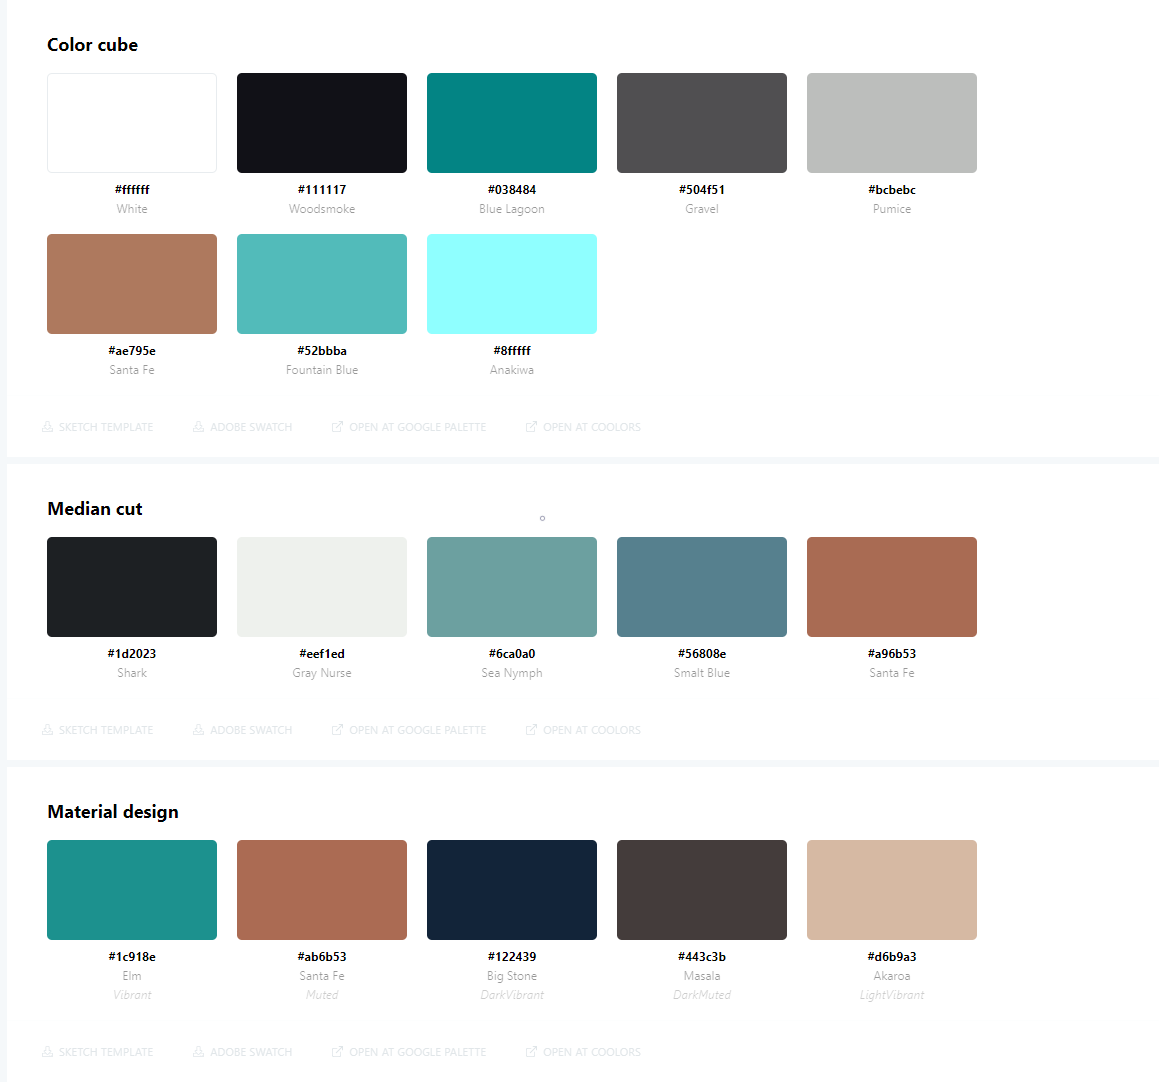 Color cube
#ffffff #111117 #038484 #504f51 #bcbebc
White Woodsmoke Blue Lagoon Gravel Pumice
#ae795e #52bbba #8fffff
Santa Fe Fountain Blue Anakiwa
SKETCH TEMPLATE ADOBE SWATCH OPEN AT GOOGLE PALETTE OPEN AT COOLORS
Median cut
#1d2023 #eef1ed #6ca0a0 #56808e #a96b53
Shark Gray Nurse Sea Nymph Smalt Blue Santa Fe
SKETCH TEMPLATE ADOBE SWATCH OPEN AT GOOGLE PALETTE OPEN AT COOLORS
Material design
#1c918e #ab6b53 #122439 #443c3b #d6b9a3
Elm Santa Fe Big Stone Masala Akaroa
Vibrant Muted DarkVibrant DarkMuted LightVibrant
SKETCH TEMPLATE ADOBE SWATCH OPEN AT GOOGLE PALETTE OPEN AT COOLORS